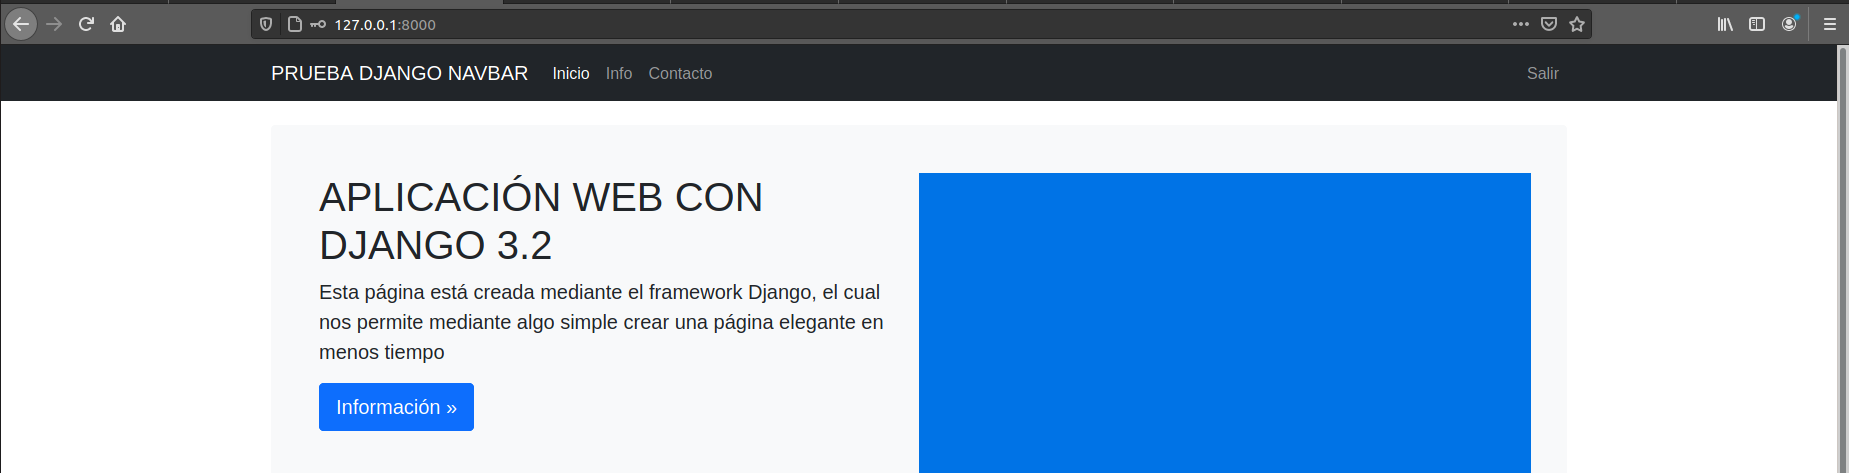 127.0.0.1:8000
PRUEBA DJANGO NAVBAR Inicio Info Contacto Salir
APLICACIÓN WEB CON
DJANGO 3.2
Esta página está creada mediante el framework Django, el cual
nos permite mediante algo simple crear una página elegante en
menos tiempo
Información »